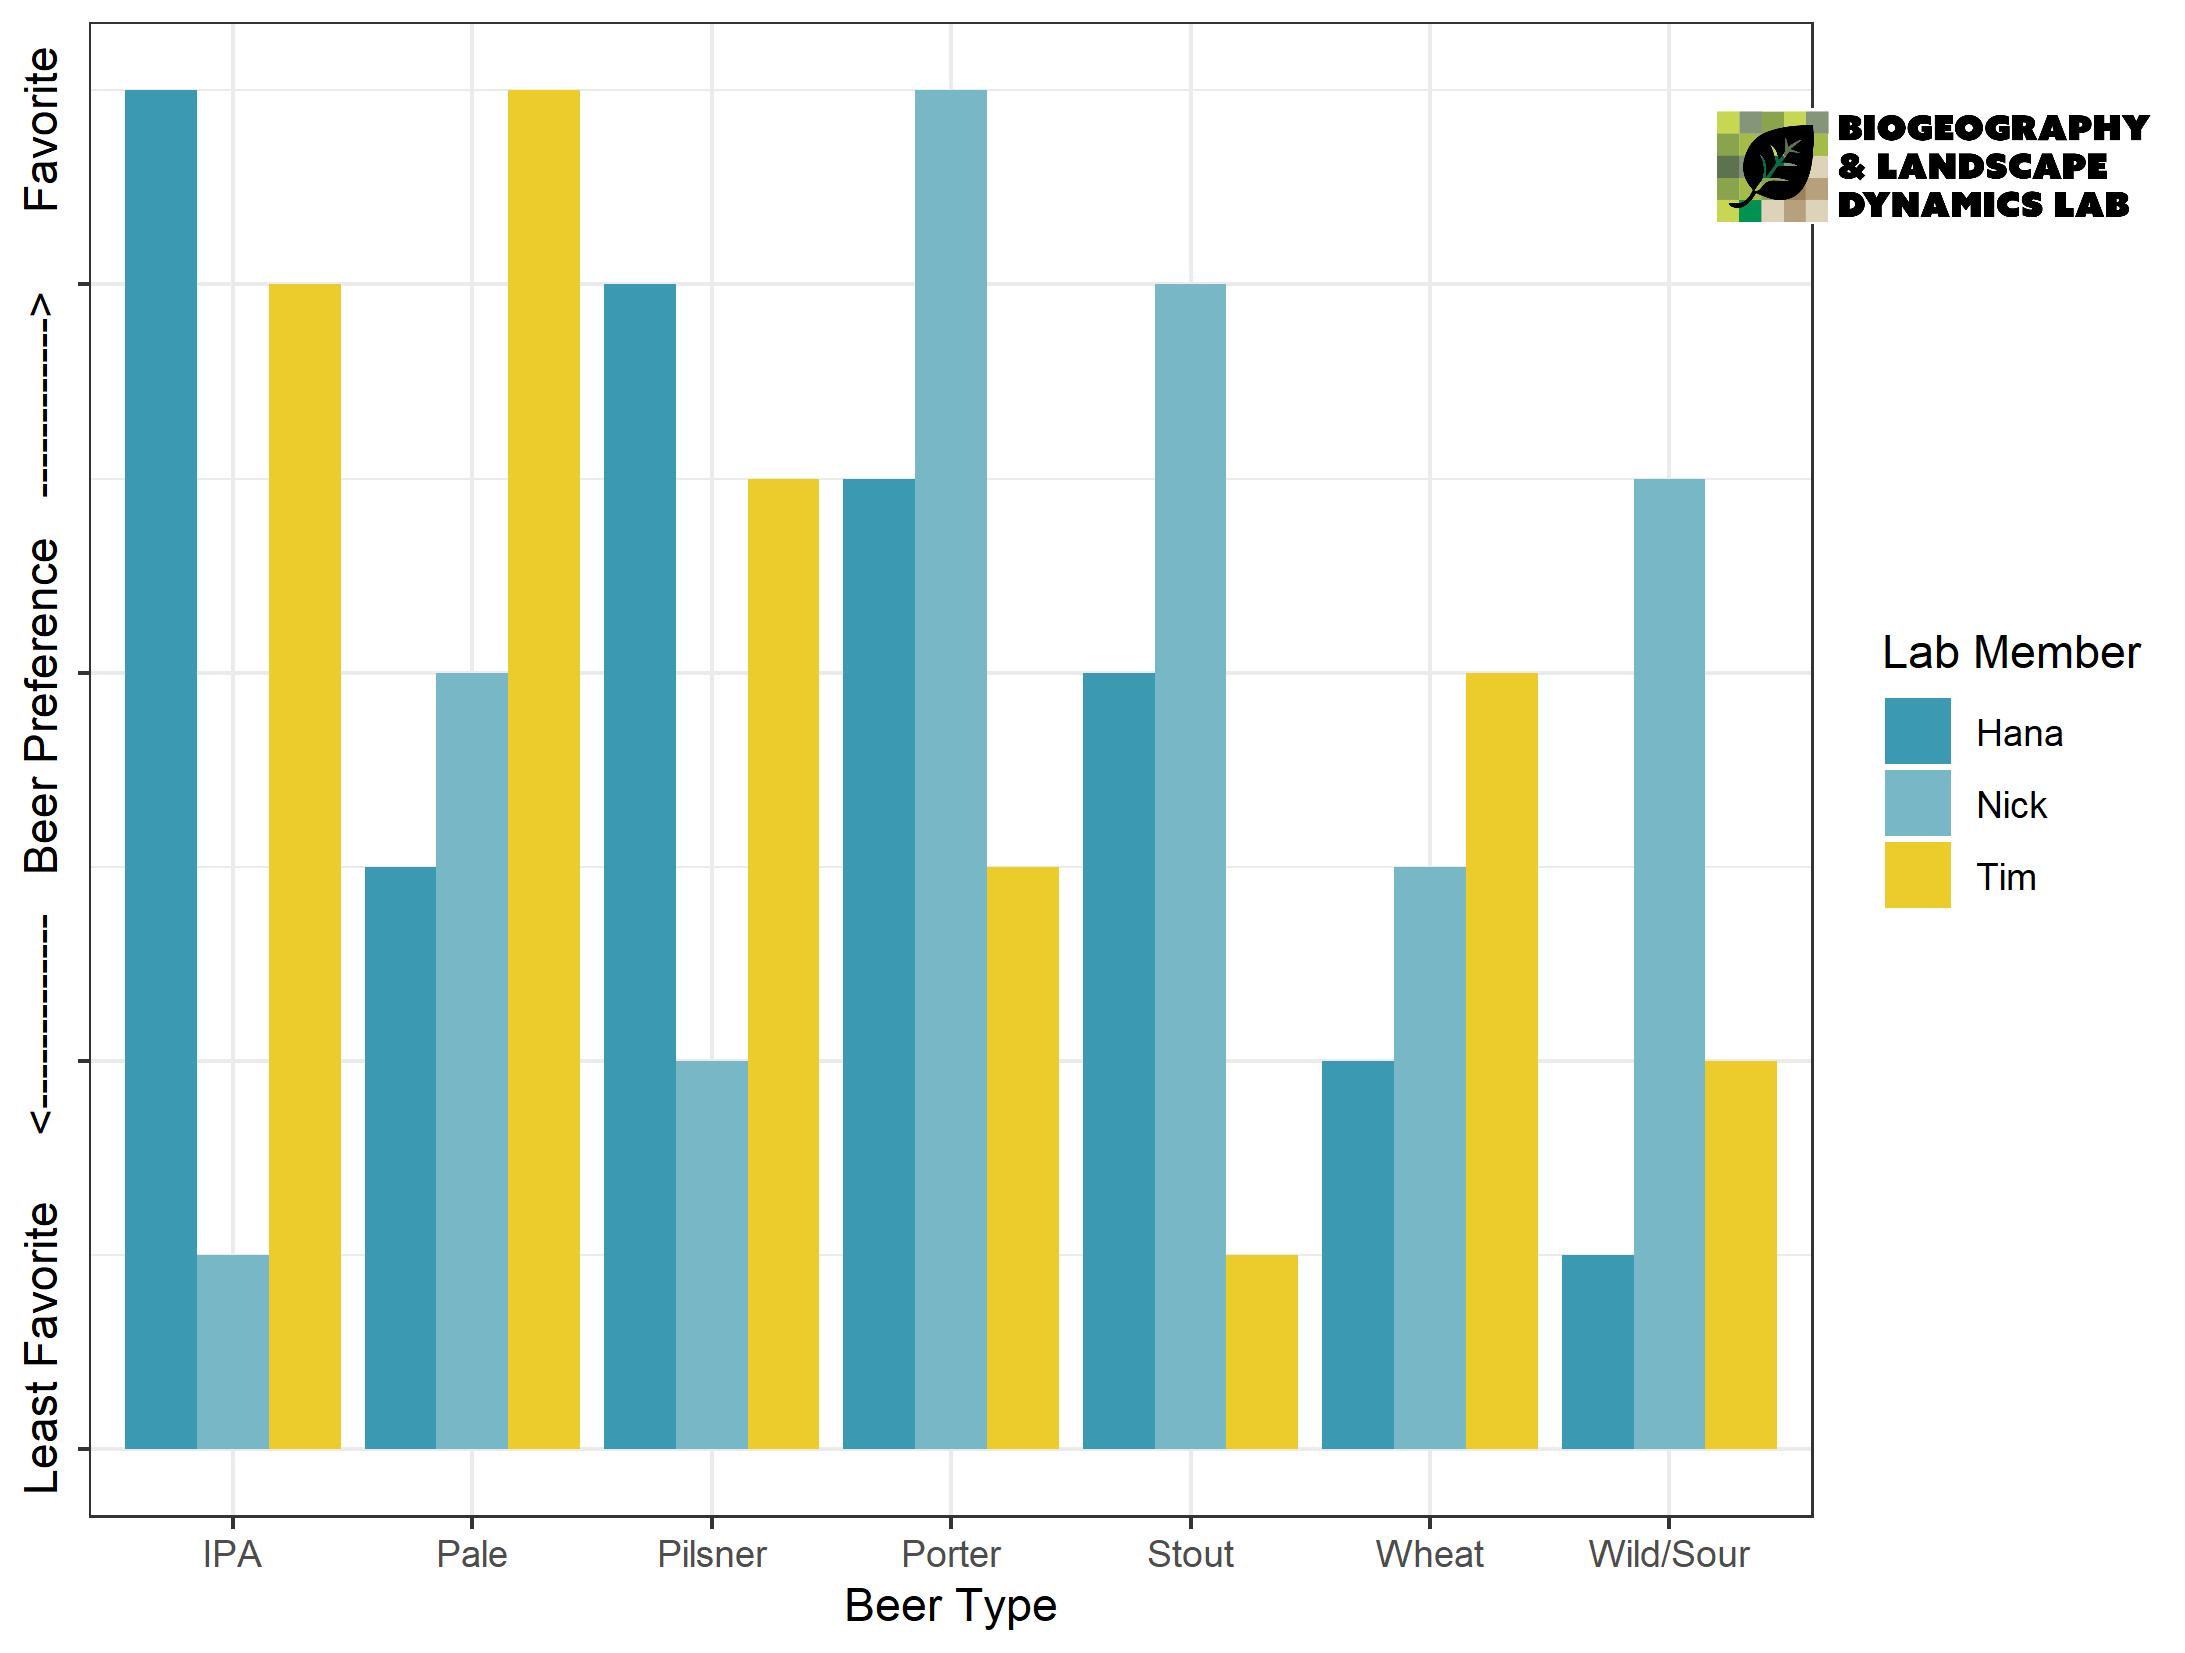 BIOGEOGRAPHY
& LANDSCAPE
DYNAMICS LAB
Least Favorite <------------ Beer Preference ------------> Favorite
Lab Member
Hana
Nick
Tim
IPA Pale Pilsner Porter Stout Wheat Wild/Sour
Beer Type